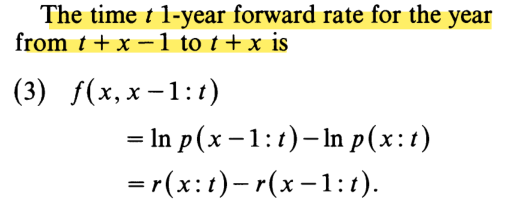 The time t 1-year forward rate for the year
from t + x − 1 to t + x is
(3) f(x, x − 1 : t)
= ln p(x − 1 : t) − ln p(x : t)
= r(x : t) − r(x − 1 : t).